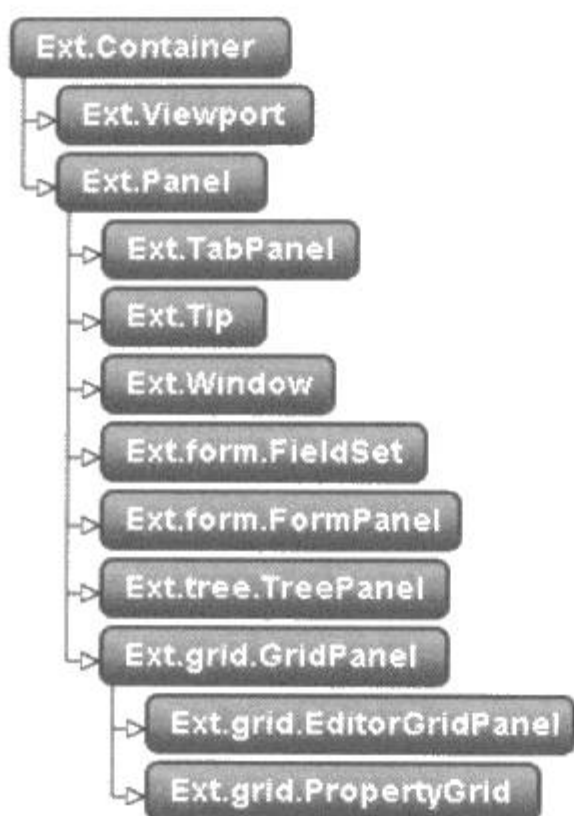 Ext.Container
Ext.Viewport
Ext.Panel
Ext.TabPanel
Ext.Tip
Ext.Window
Ext.form.FieldSet
Ext.form.FormPanel
Ext.tree.TreePanel
Ext.grid.GridPanel
Ext.grid.EditorGridPanel
Ext.grid.PropertyGrid